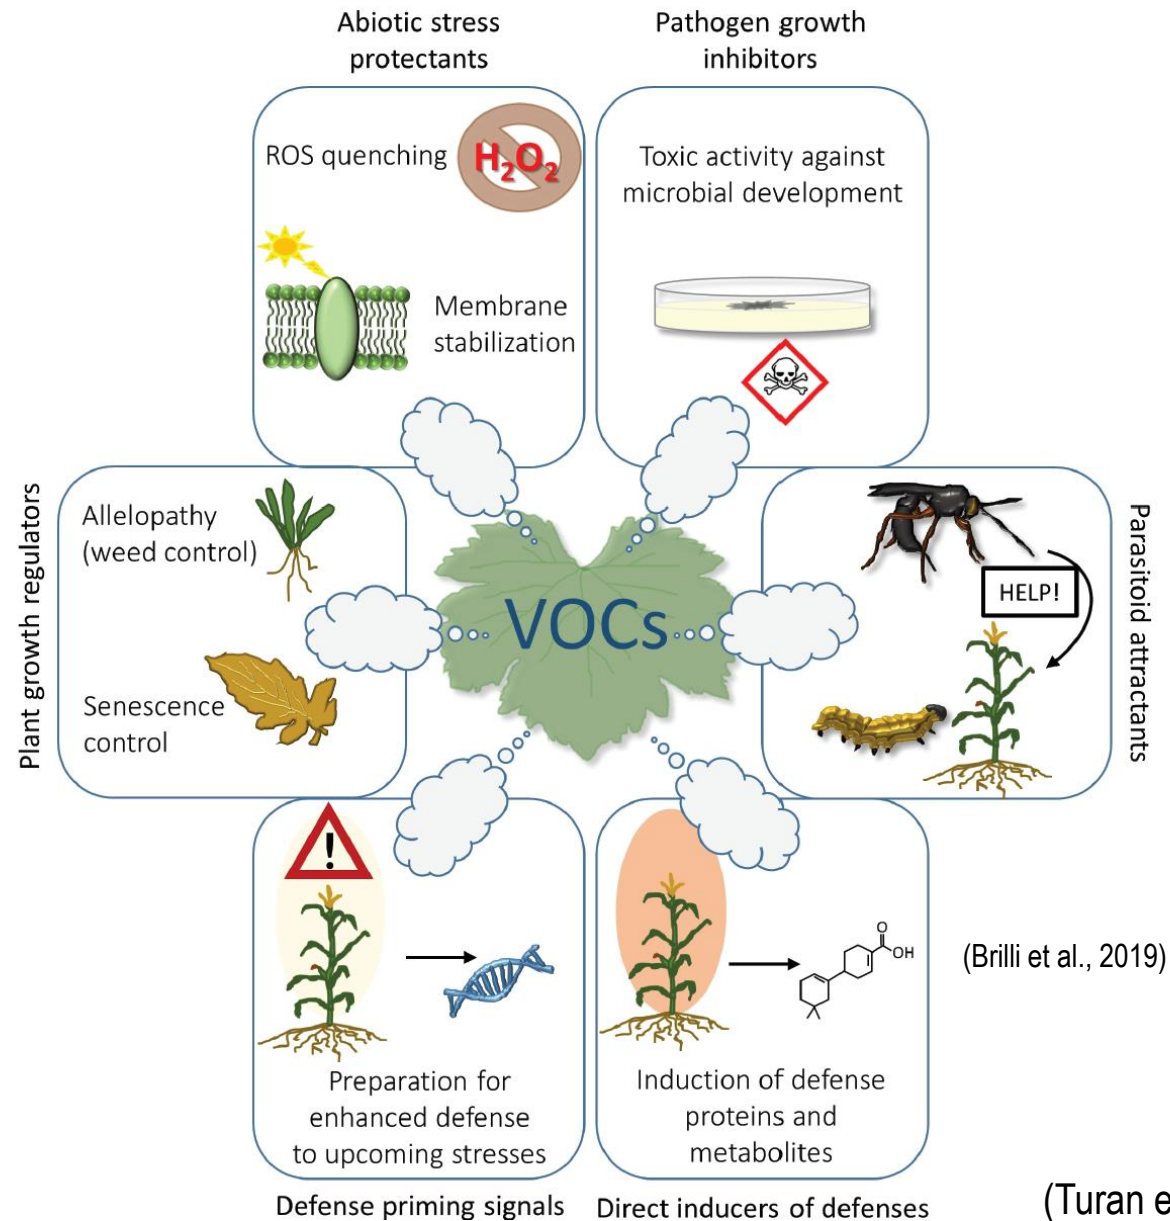 Abiotic stress
protectants
Pathogen growth
inhibitors
ROS quenching
H₂O₂
Membrane
stabilization
Toxic activity against
microbial development
Plant growth regulators
Allelopathy
(weed control)
Senescence
control
VOCs
HELP!
Parasitoid attractants
!
Preparation for
enhanced defense
to upcoming stresses
Defense priming signals
O
OH
Induction of defense
proteins and
metabolites
Direct inducers of defenses
(Brilli et al., 2019)
(Turan e